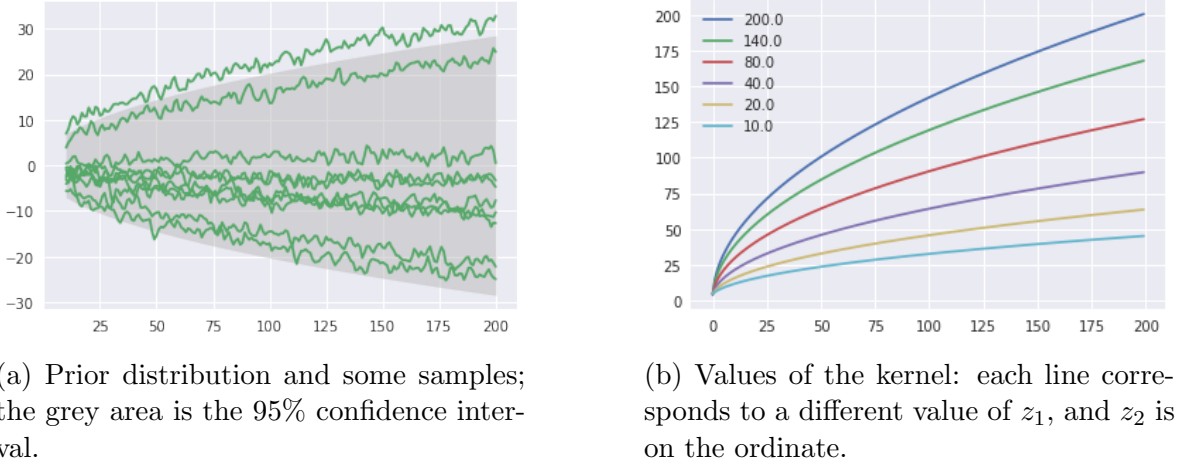 30
20
10
0
−10
−20
−30
25 50 75 100 125 150 175 200
200
175
150
125
100
75
50
25
0
200.0
140.0
80.0
40.0
20.0
10.0
0 25 50 75 100 125 150 175 200
(a) Prior distribution and some samples;
the grey area is the 95% confidence inter-
val.
(b) Values of the kernel: each line corre-
sponds to a different value of z₁, and z₂ is
on the ordinate.